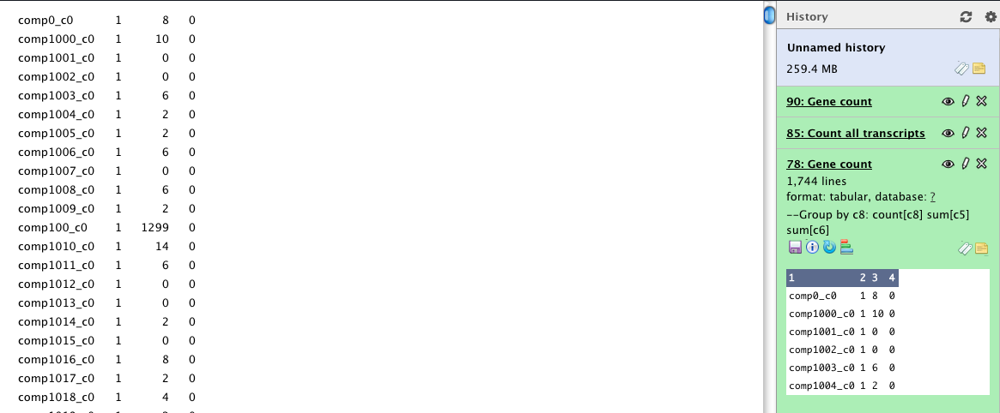 comp0_c0 1 8 0
comp1000_c0 1 10 0
comp1001_c0 1 0 0
comp1002_c0 1 0 0
comp1003_c0 1 6 0
comp1004_c0 1 2 0
comp1005_c0 1 2 0
comp1006_c0 1 6 0
comp1007_c0 1 0 0
comp1008_c0 1 6 0
comp1009_c0 1 2 0
comp100_c0 1 1299 0
comp1010_c0 1 14 0
comp1011_c0 1 6 0
comp1012_c0 1 0 0
comp1013_c0 1 0 0
comp1014_c0 1 2 0
comp1015_c0 1 0 0
comp1016_c0 1 8 0
comp1017_c0 1 2 0
comp1018_c0 1 4 0
History
Unnamed history
259.4 MB
90: Gene count
85: Count all transcripts
78: Gene count
1,744 lines
format: tabular, database: ?
--Group by c8: count[c8] sum[c5]
sum[c6]
1 2 3 4
comp0_c0 1 8 0
comp1000_c0 1 10 0
comp1001_c0 1 0 0
comp1002_c0 1 0 0
comp1003_c0 1 6 0
comp1004_c0 1 2 0